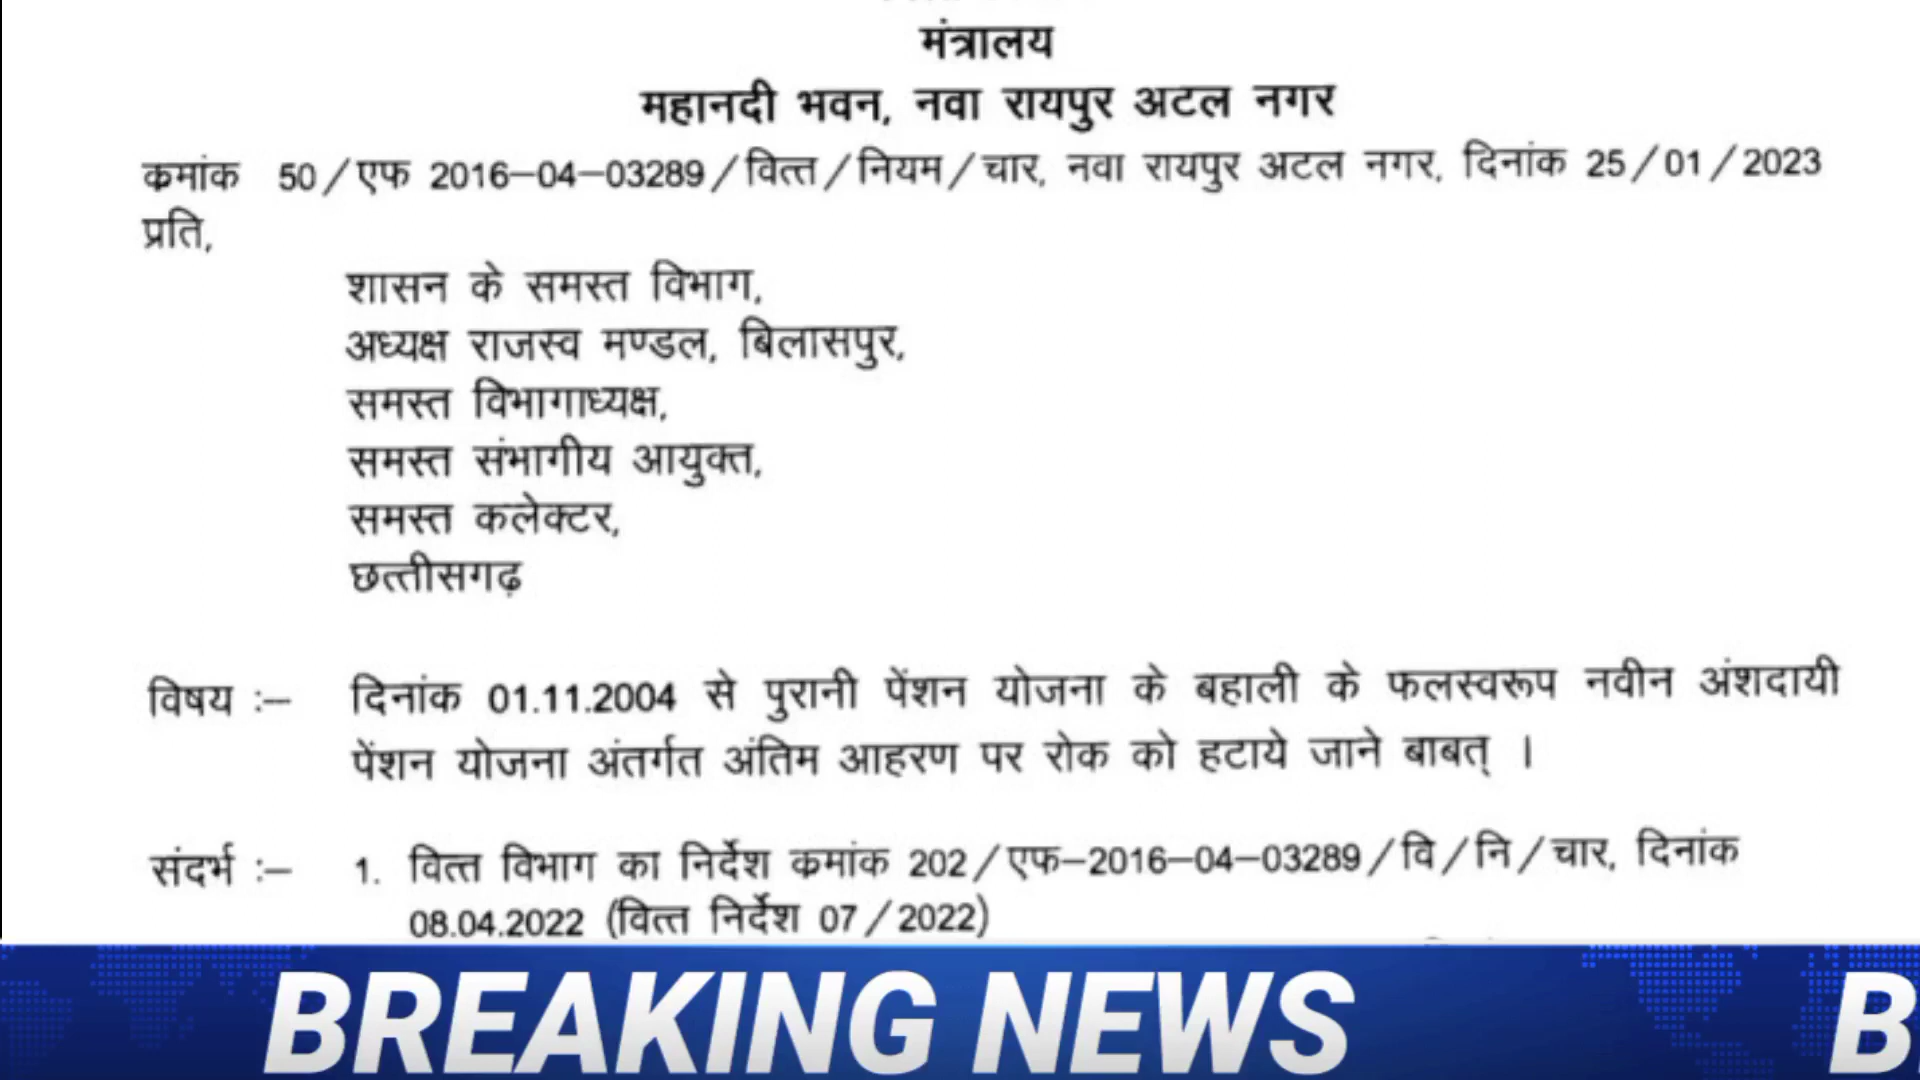 मंत्रालय
महानदी भवन, नवा रायपुर अटल नगर
क्रमांक 50/एफ 2016-04-03289/वित्त/नियम/चार, नवा रायपुर अटल नगर, दिनांक 25/01/2023
प्रति,
शासन के समस्त विभाग,
अध्यक्ष राजस्व मण्डल, बिलासपुर,
समस्त विभागाध्यक्ष,
समस्त संभागीय आयुक्त,
समस्त कलेक्टर,
छत्तीसगढ़
विषय :- दिनांक 01.11.2004 से पुरानी पेंशन योजना के बहाली के फलस्वरूप नवीन अंशदायी
पेंशन योजना अंतर्गत अंतिम आहरण पर रोक को हटाये जाने बाबत् ।
संदर्भ :- 1. वित्त विभाग का निर्देश क्रमांक 202/एफ-2016-04-03289/वि/नि/चार, दिनांक
08.04.2022 (वित्त निर्देश 07/2022)
BREAKING NEWS B